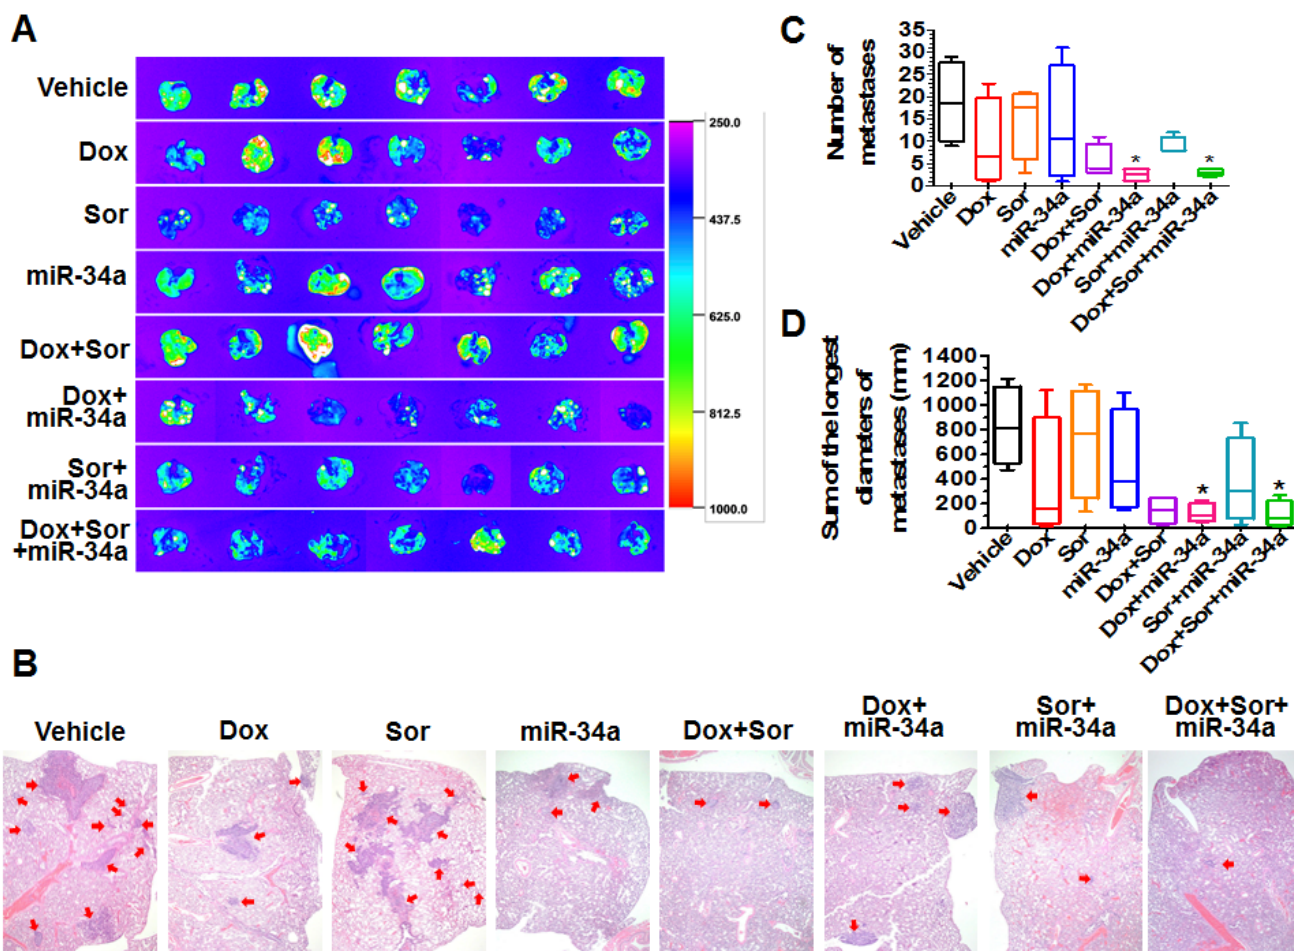 A
Vehicle
Dox
Sor
miR-34a
Dox+Sor
Dox+
miR-34a
Sor+
miR-34a
Dox+Sor
+miR-34a
250.0
437.5
625.0
812.5
1000.0
C
Number of
metastases
35
30
25
20
15
10
5
0
*
*
Vehicle
Dox
Sor
miR-34a
Dox+Sor
Dox+miR-34a
Sor+miR-34a
Dox+Sor+miR-34a
D
Sum of the longest
diameters of
metastases (mm)
1400
1200
1000
800
600
400
200
0
*
*
Vehicle
Dox
Sor
miR-34a
Dox+Sor
Dox+miR-34a
Sor+miR-34a
Dox+Sor+miR-34a
B
Vehicle
Dox
Sor
miR-34a
Dox+Sor
Dox+
miR-34a
Sor+
miR-34a
Dox+Sor+
miR-34a